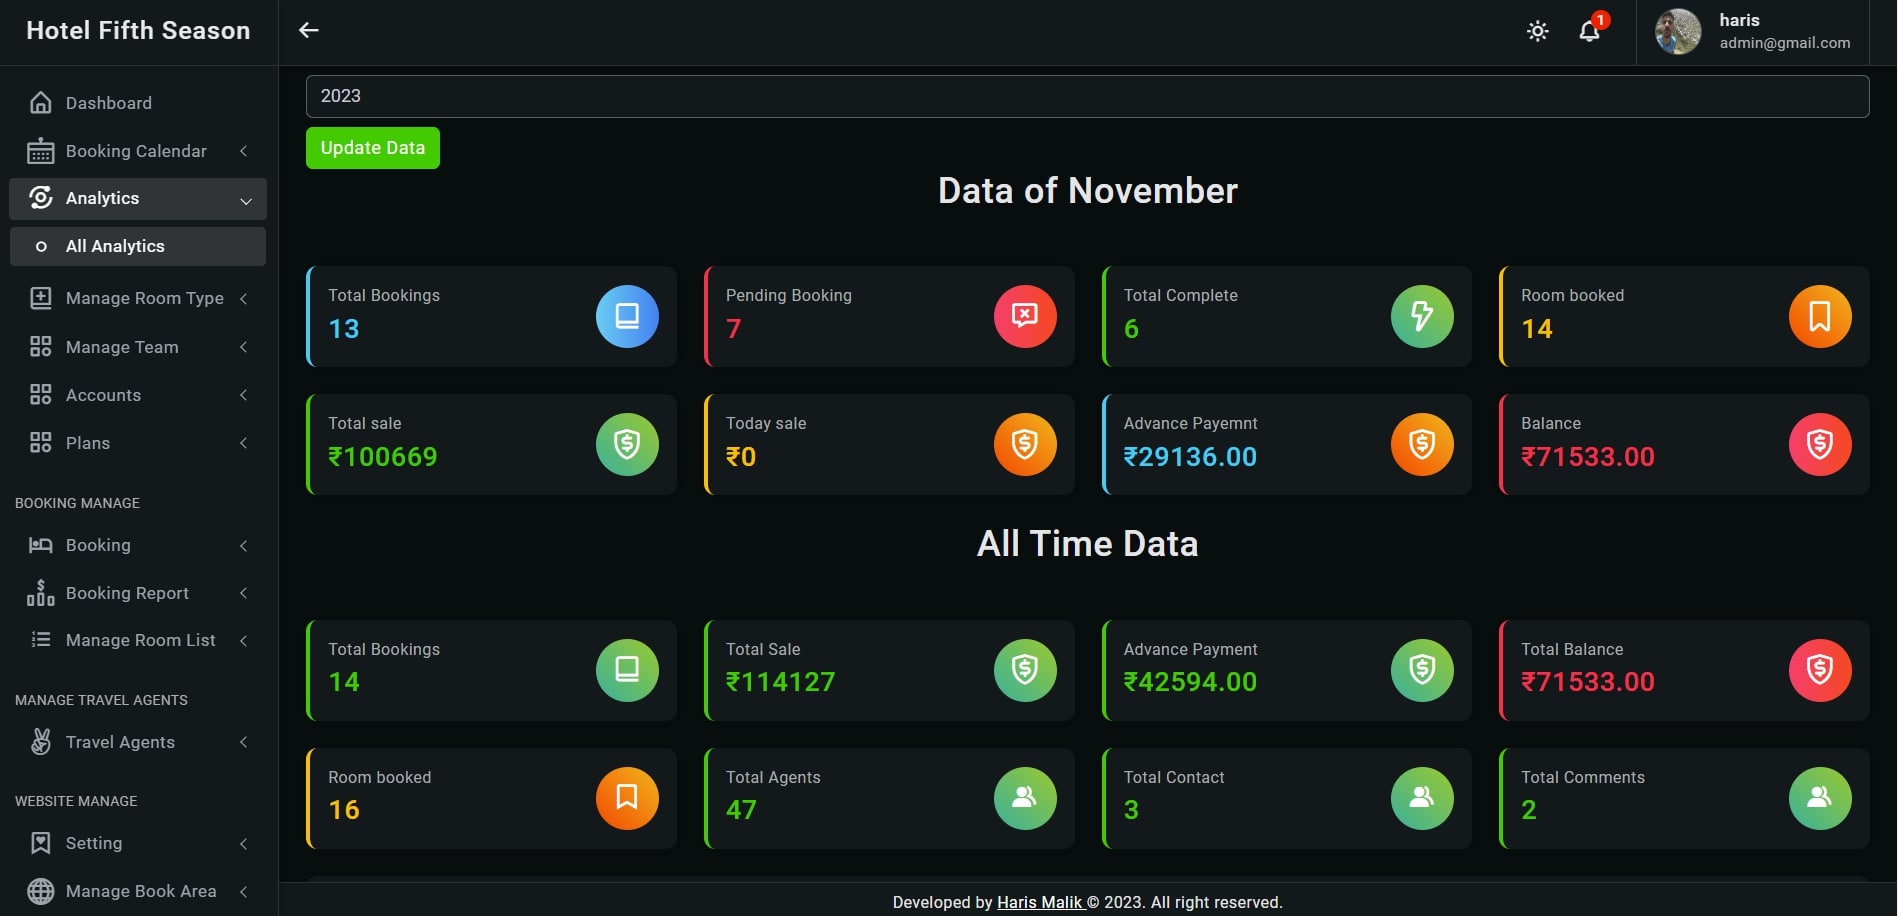 Hotel Fifth Season
1
haris
admin@gmail.com
Dashboard
Booking Calendar
Analytics
All Analytics
Manage Room Type
Manage Team
Accounts
Plans
BOOKING MANAGE
Booking
Booking Report
Manage Room List
MANAGE TRAVEL AGENTS
Travel Agents
WEBSITE MANAGE
Setting
Manage Book Area
2023
Update Data
Data of November
Total Bookings
13
Pending Booking
7
Total Complete
6
Room booked
14
Total sale
₹100669
Today sale
₹0
Advance Payemnt
₹29136.00
Balance
₹71533.00
All Time Data
Total Bookings
14
Total Sale
₹114127
Advance Payment
₹42594.00
Total Balance
₹71533.00
Room booked
16
Total Agents
47
Total Contact
3
Total Comments
2
Developed by Haris Malik © 2023. All right reserved.